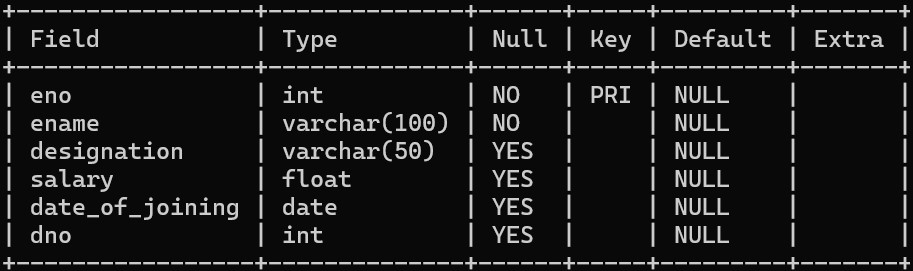 +-----------------+--------------+------+-----+---------+-------+
| Field           | Type         | Null | Key | Default | Extra |
+-----------------+--------------+------+-----+---------+-------+
| eno             | int          | NO   | PRI | NULL    |       |
| ename           | varchar(100) | NO   |     | NULL    |       |
| designation     | varchar(50)  | YES  |     | NULL    |       |
| salary          | float        | YES  |     | NULL    |       |
| date_of_joining | date         | YES  |     | NULL    |       |
| dno             | int          | YES  |     | NULL    |       |
+-----------------+--------------+------+-----+---------+-------+